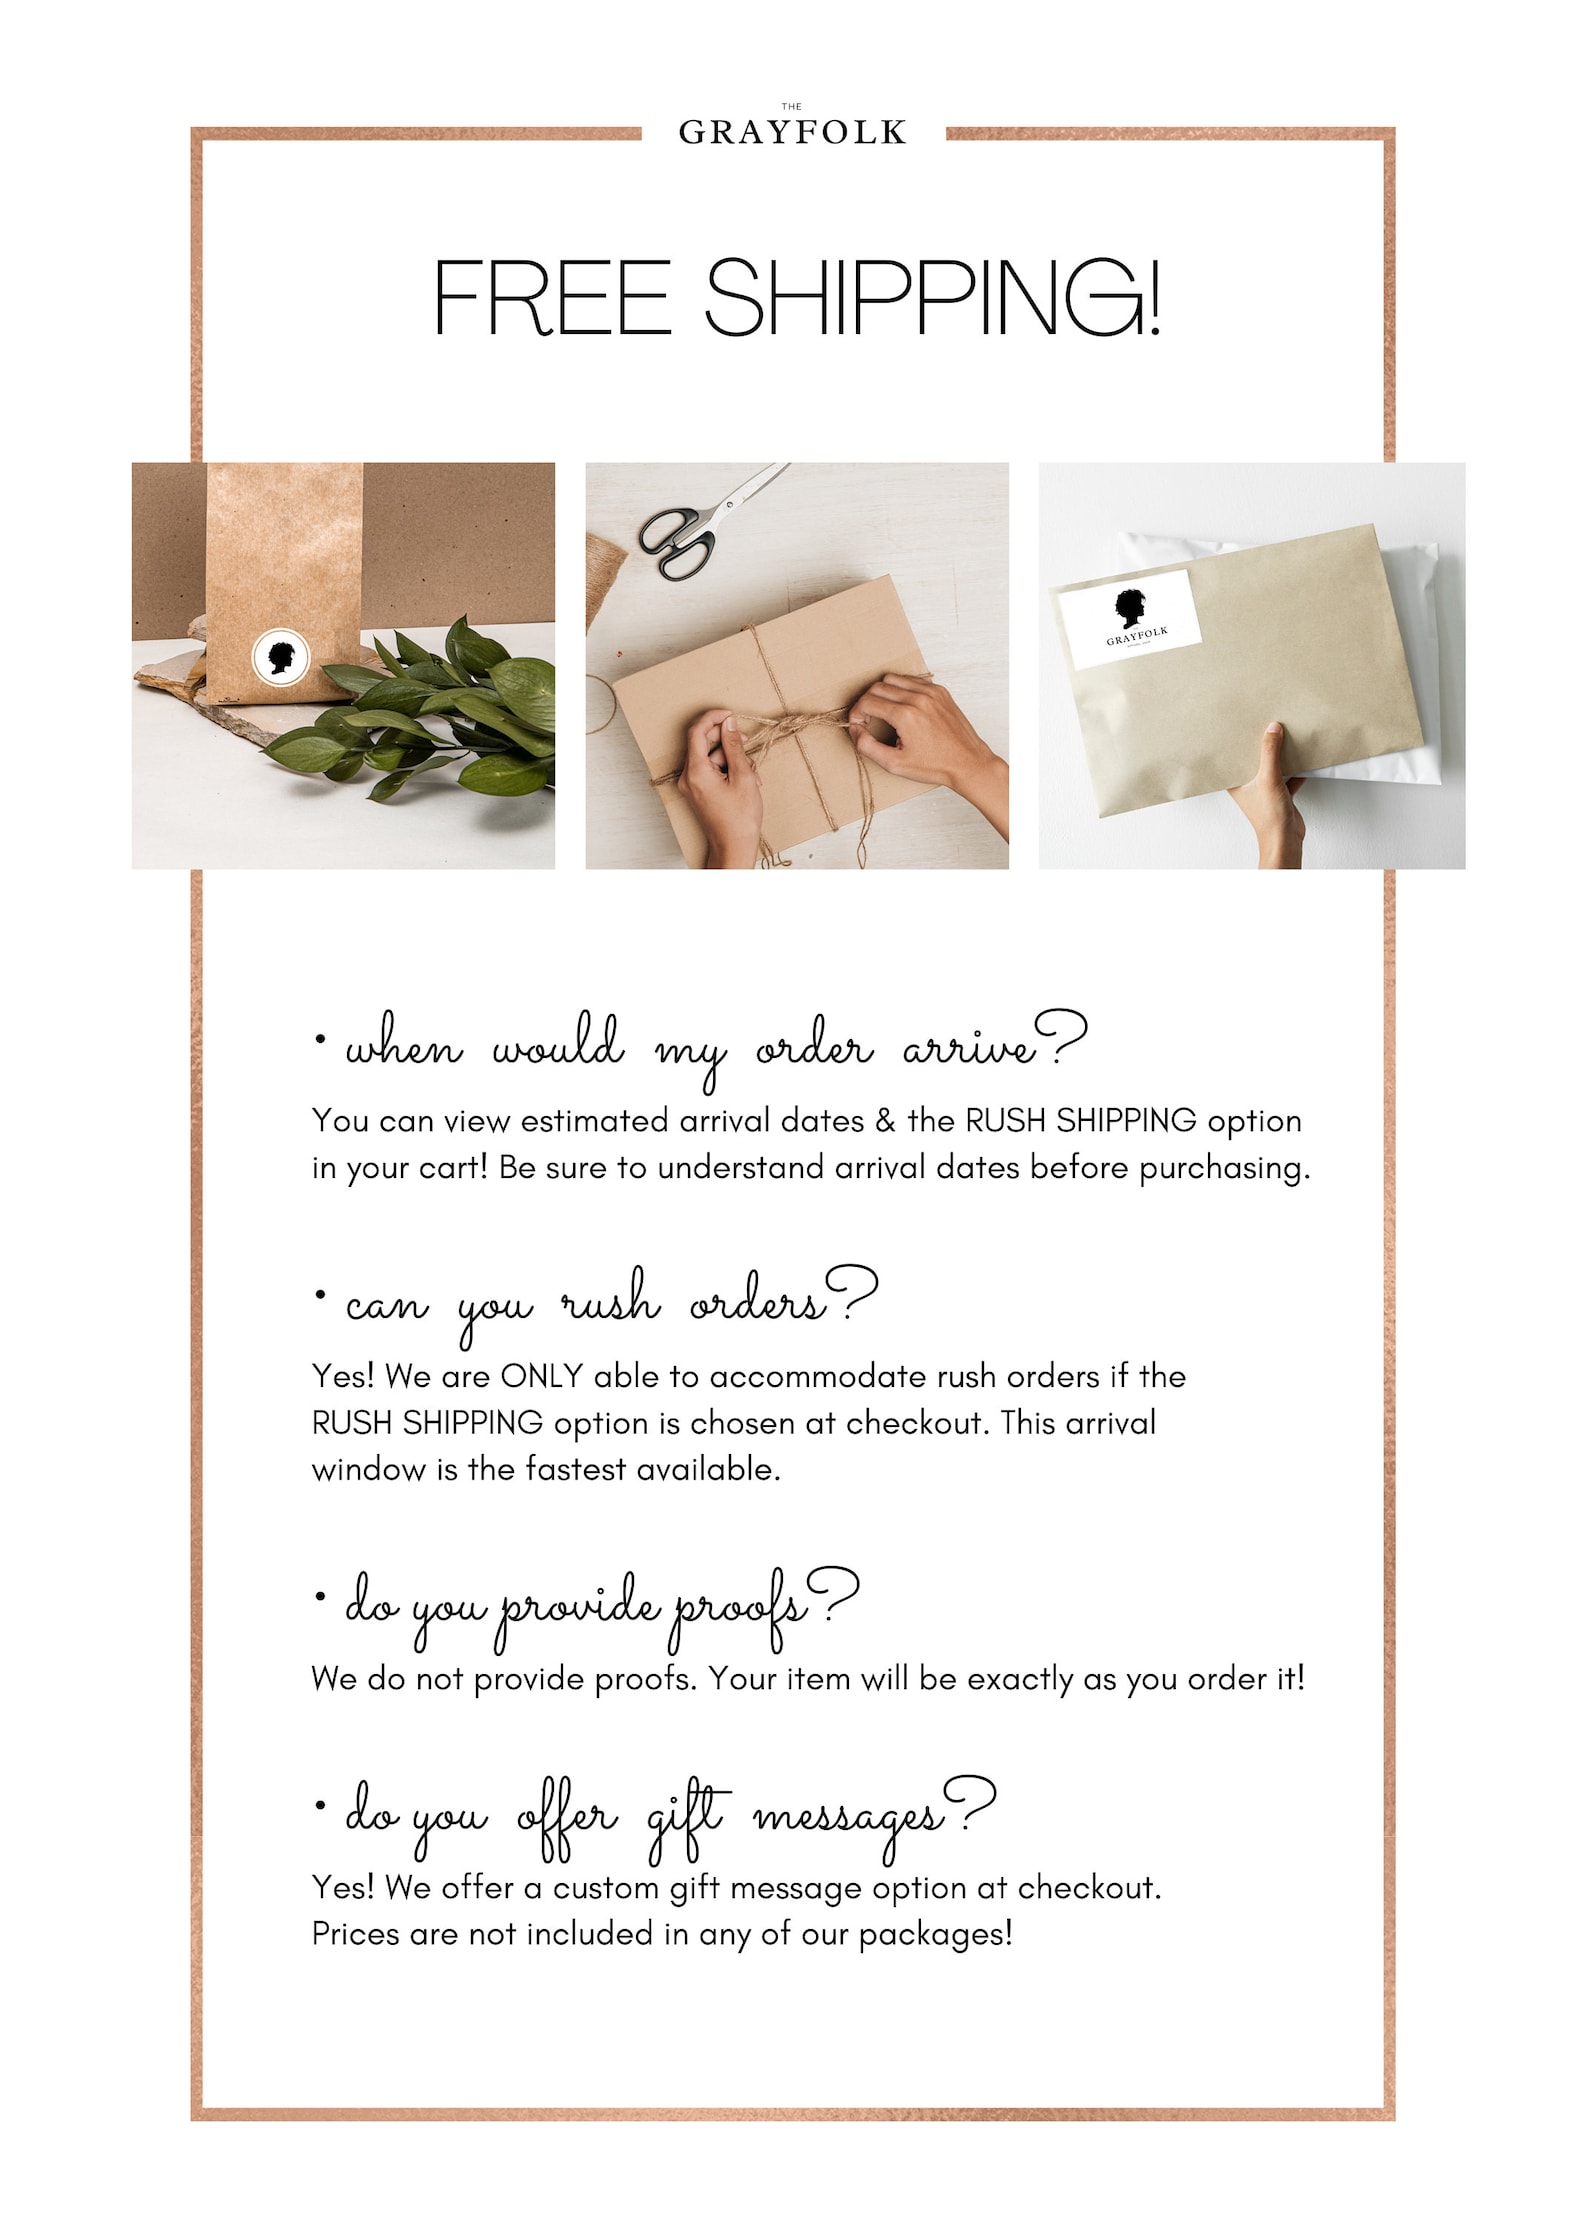 THE
GRAYFOLK
FREE SHIPPING!
GRAYFOLK
• when would my order arrive?
You can view estimated arrival dates & the RUSH SHIPPING option
in your cart! Be sure to understand arrival dates before purchasing.
• can you rush orders?
Yes! We are ONLY able to accommodate rush orders if the
RUSH SHIPPING option is chosen at checkout. This arrival
window is the fastest available.
• do you provide proofs?
We do not provide proofs. Your item will be exactly as you order it!
• do you offer gift messages?
Yes! We offer a custom gift message option at checkout.
Prices are not included in any of our packages!